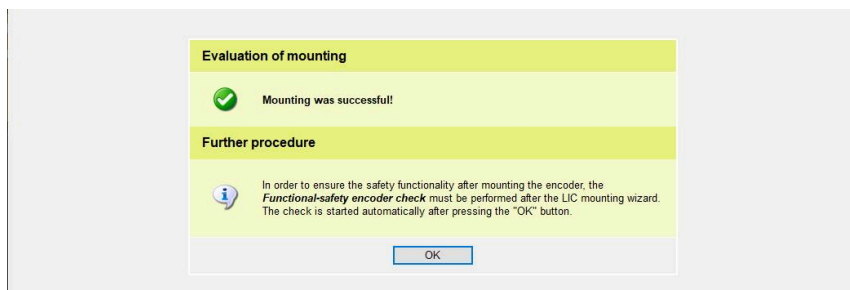 Evaluation of mounting
Mounting was successful!
Further procedure
In order to ensure the safety functionality after mounting the encoder, the
Functional-safety encoder check must be performed after the LIC mounting wizard.
The check is started automatically after pressing the "OK" button.
OK